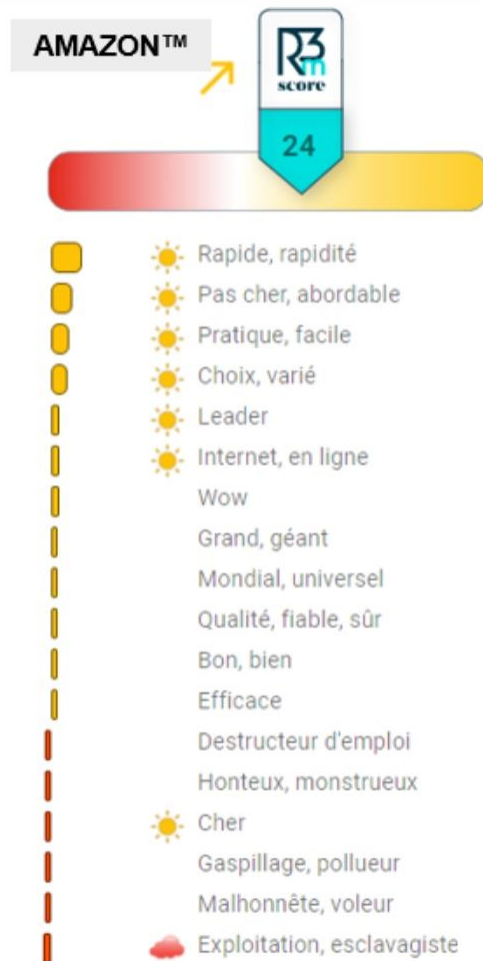 AMAZON™
R3m
score
24
Rapide, rapidité
Pas cher, abordable
Pratique, facile
Choix, varié
Leader
Internet, en ligne
Wow
Grand, géant
Mondial, universel
Qualité, fiable, sûr
Bon, bien
Efficace
Destructeur d'emploi
Honteux, monstrueux
Cher
Gaspillage, pollueur
Malhonnête, voleur
Exploitation, esclavagiste